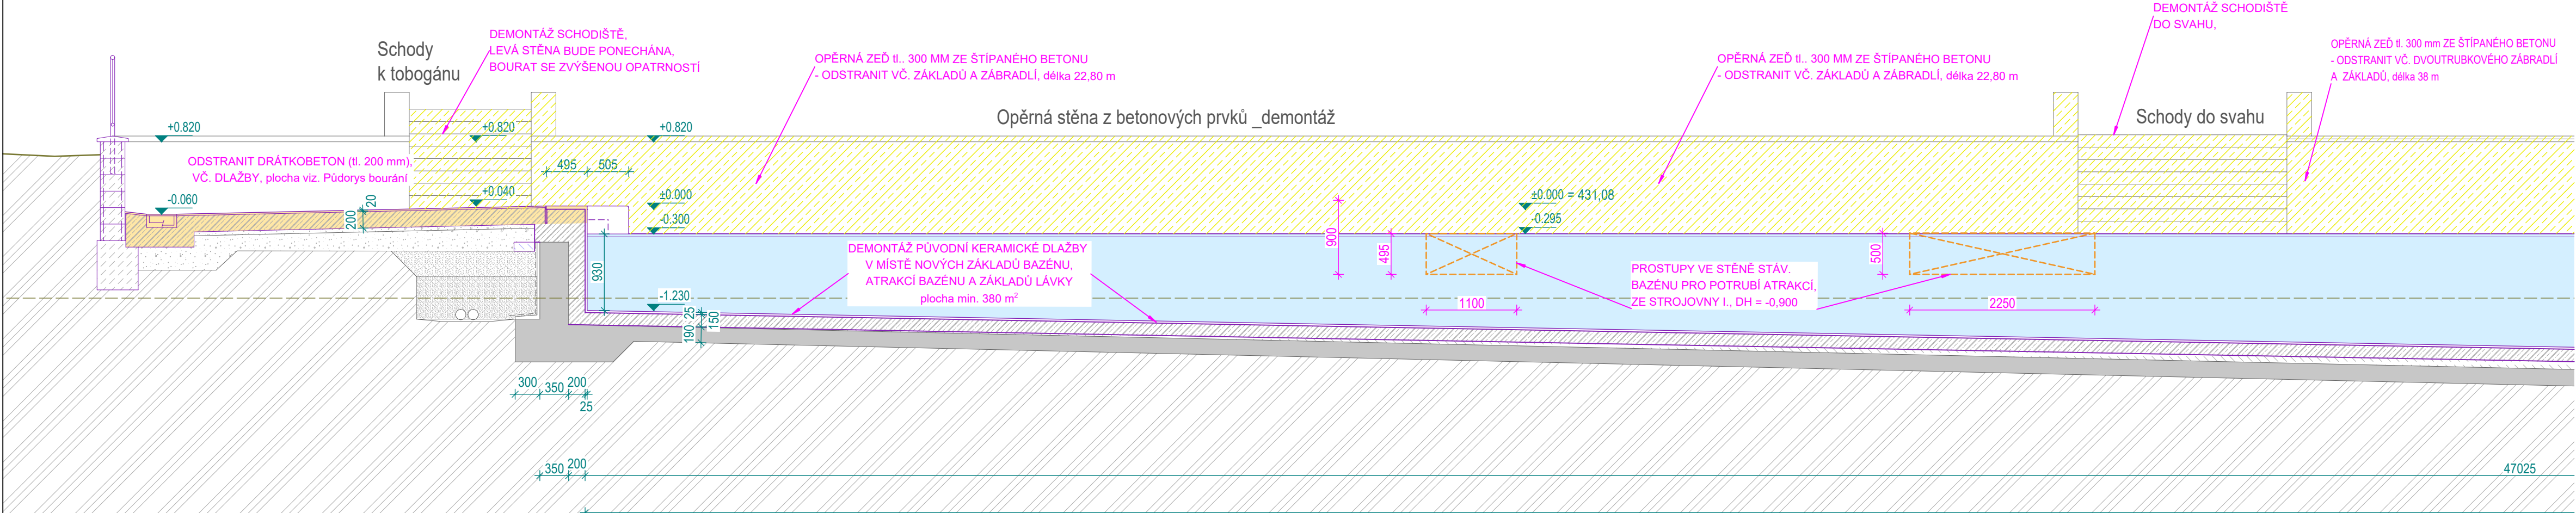 DEMONTÁŽ SCHODIŠTĚ
DO SVAHU,
DEMONTÁŽ SCHODIŠTĚ,
LEVÁ STĚNA BUDE PONECHÁNA,
BOURAT SE ZVÝŠENOU OPATRNOSTÍ
Schody
k tobogánu
OPĚRNÁ ZEĎ tl.. 300 MM ZE ŠTÍPANÉHO BETONU
- ODSTRANIT VČ. ZÁKLADŮ A ZÁBRADLÍ, délka 22,80 m
OPĚRNÁ ZEĎ tl.. 300 MM ZE ŠTÍPANÉHO BETONU
- ODSTRANIT VČ. ZÁKLADŮ A ZÁBRADLÍ, délka 22,80 m
OPĚRNÁ ZEĎ tl. 300 mm ZE ŠTÍPANÉHO BETONU
- ODSTRANIT VČ. DVOUTRUBKOVÉHO ZÁBRADLÍ
A ZÁKLADŮ, délka 38 m
Opěrná stěna z betonových prvků _demontáž
Schody do svahu
+0.820
+0.820
+0.820
ODSTRANIT DRÁTKOBETON (tl. 200 mm),
VČ. DLAŽBY, plocha viz. Půdorys bourání
495
505
-0.060
200
20
+0.040
±0.000
-0.300
±0.000 = 431,08
-0.295
900
495
500
930
DEMONTÁŽ PŮVODNÍ KERAMICKÉ DLAŽBY
V MÍSTĚ NOVÝCH ZÁKLADŮ BAZÉNU,
ATRAKCÍ BAZÉNU A ZÁKLADŮ LÁVKY
plocha min. 380 m²
PROSTUPY VE STĚNĚ STÁV.
BAZÉNU PRO POTRUBÍ ATRAKCÍ,
ZE STROJOVNY I., DH = -0,900
-1.230
1100
2250
190
25
150
300
350
200
25
350
200
47025